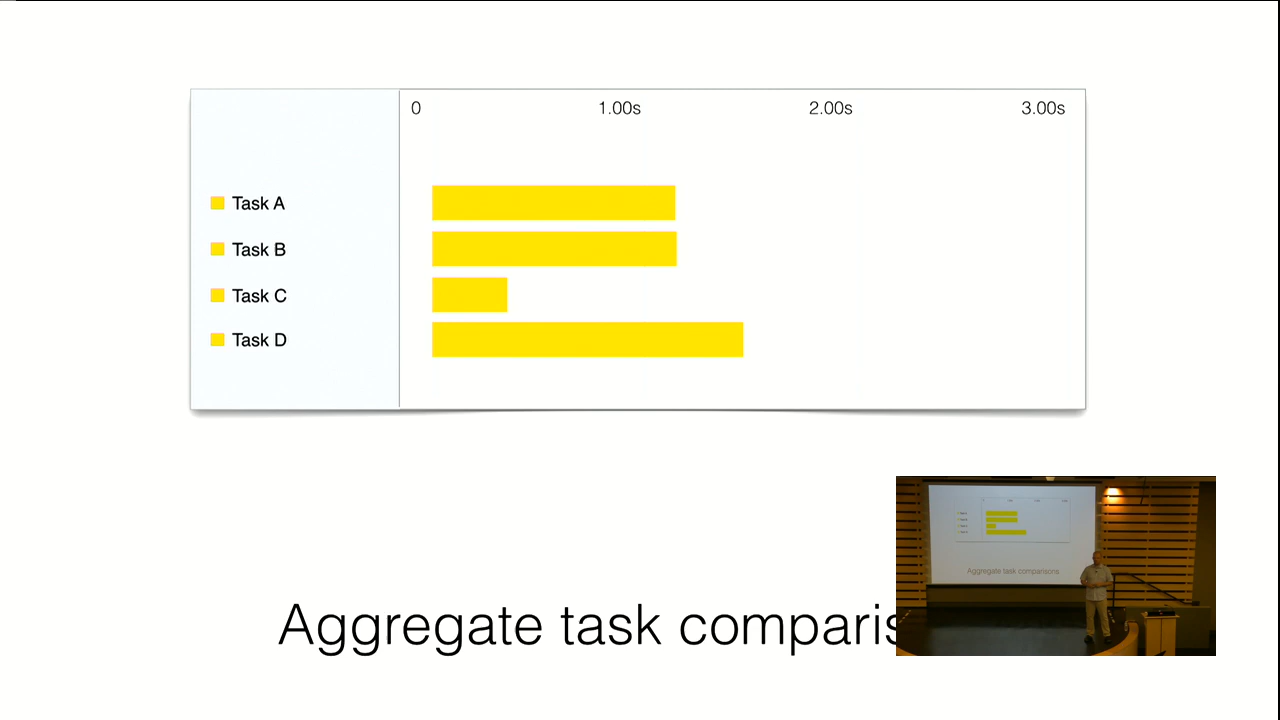 0 1.00s 2.00s 3.00s
Task A
Task B
Task C
Task D
Aggregate task comparis
Aggregate task comparisons